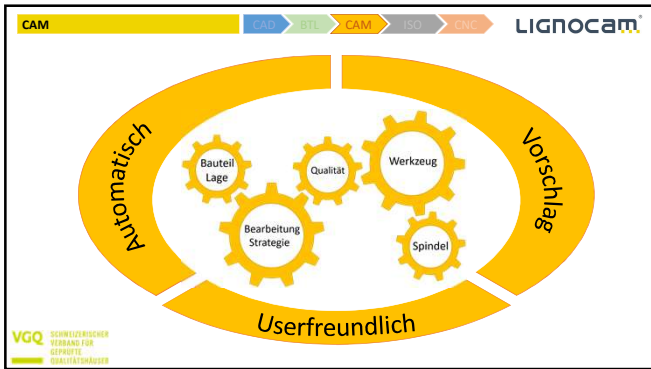 CAM
CAD BTL CAM ISO CNC
LIGNOCAM®
Automatisch
Vorschlag
Bauteil
Lage
Qualität
Werkzeug
Bearbeitung
Strategie
Spindel
Userfreundlich
VGQ
SCHWEIZERISCHER
VERBAND FÜR
GEPRÜFTE
QUALITÄTSHÄUSER